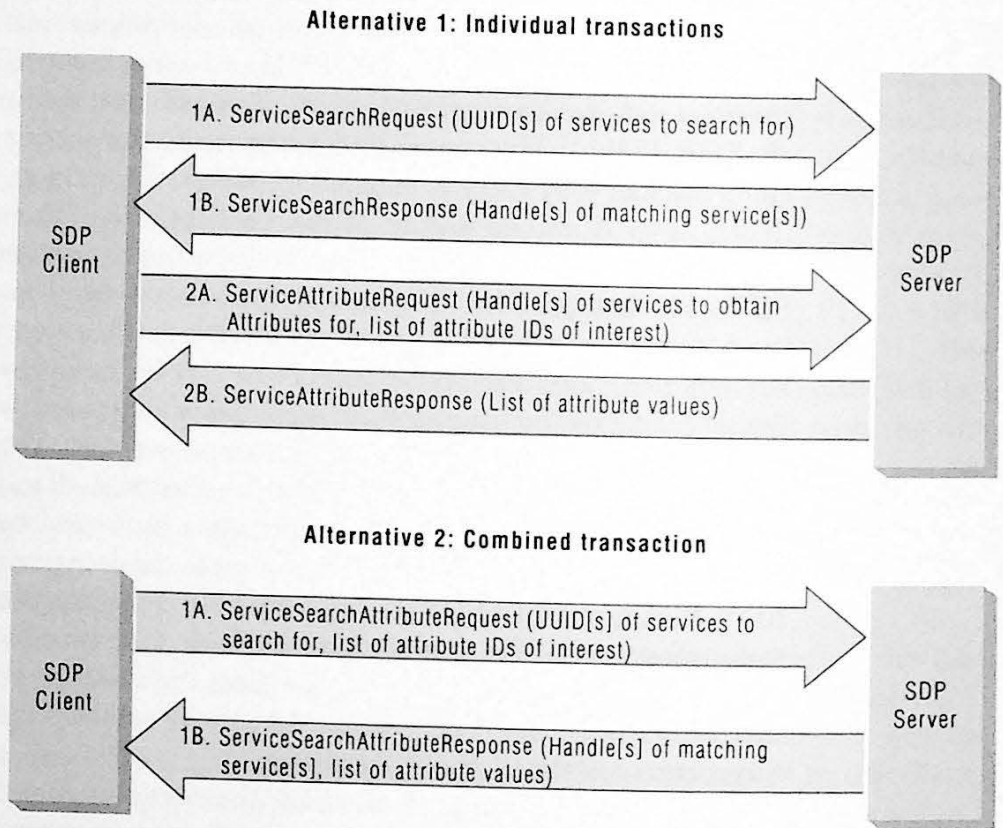 Alternative 1: Individual transactions
1A. ServiceSearchRequest (UUID[s] of services to search for)
1B. ServiceSearchResponse (Handle[s] of matching service[s])
SDP
Client
SDP
Server
2A. ServiceAttributeRequest (Handle[s] of services to obtain
Attributes for, list of attribute IDs of interest)
2B. ServiceAttributeResponse (List of attribute values)
Alternative 2: Combined transaction
1A. ServiceSearchAttributeRequest (UUID[s] of services to
search for, list of attribute IDs of interest)
SDP
Client
SDP
Server
1B. ServiceSearchAttributeResponse (Handle[s] of matching
service[s], list of attribute values)